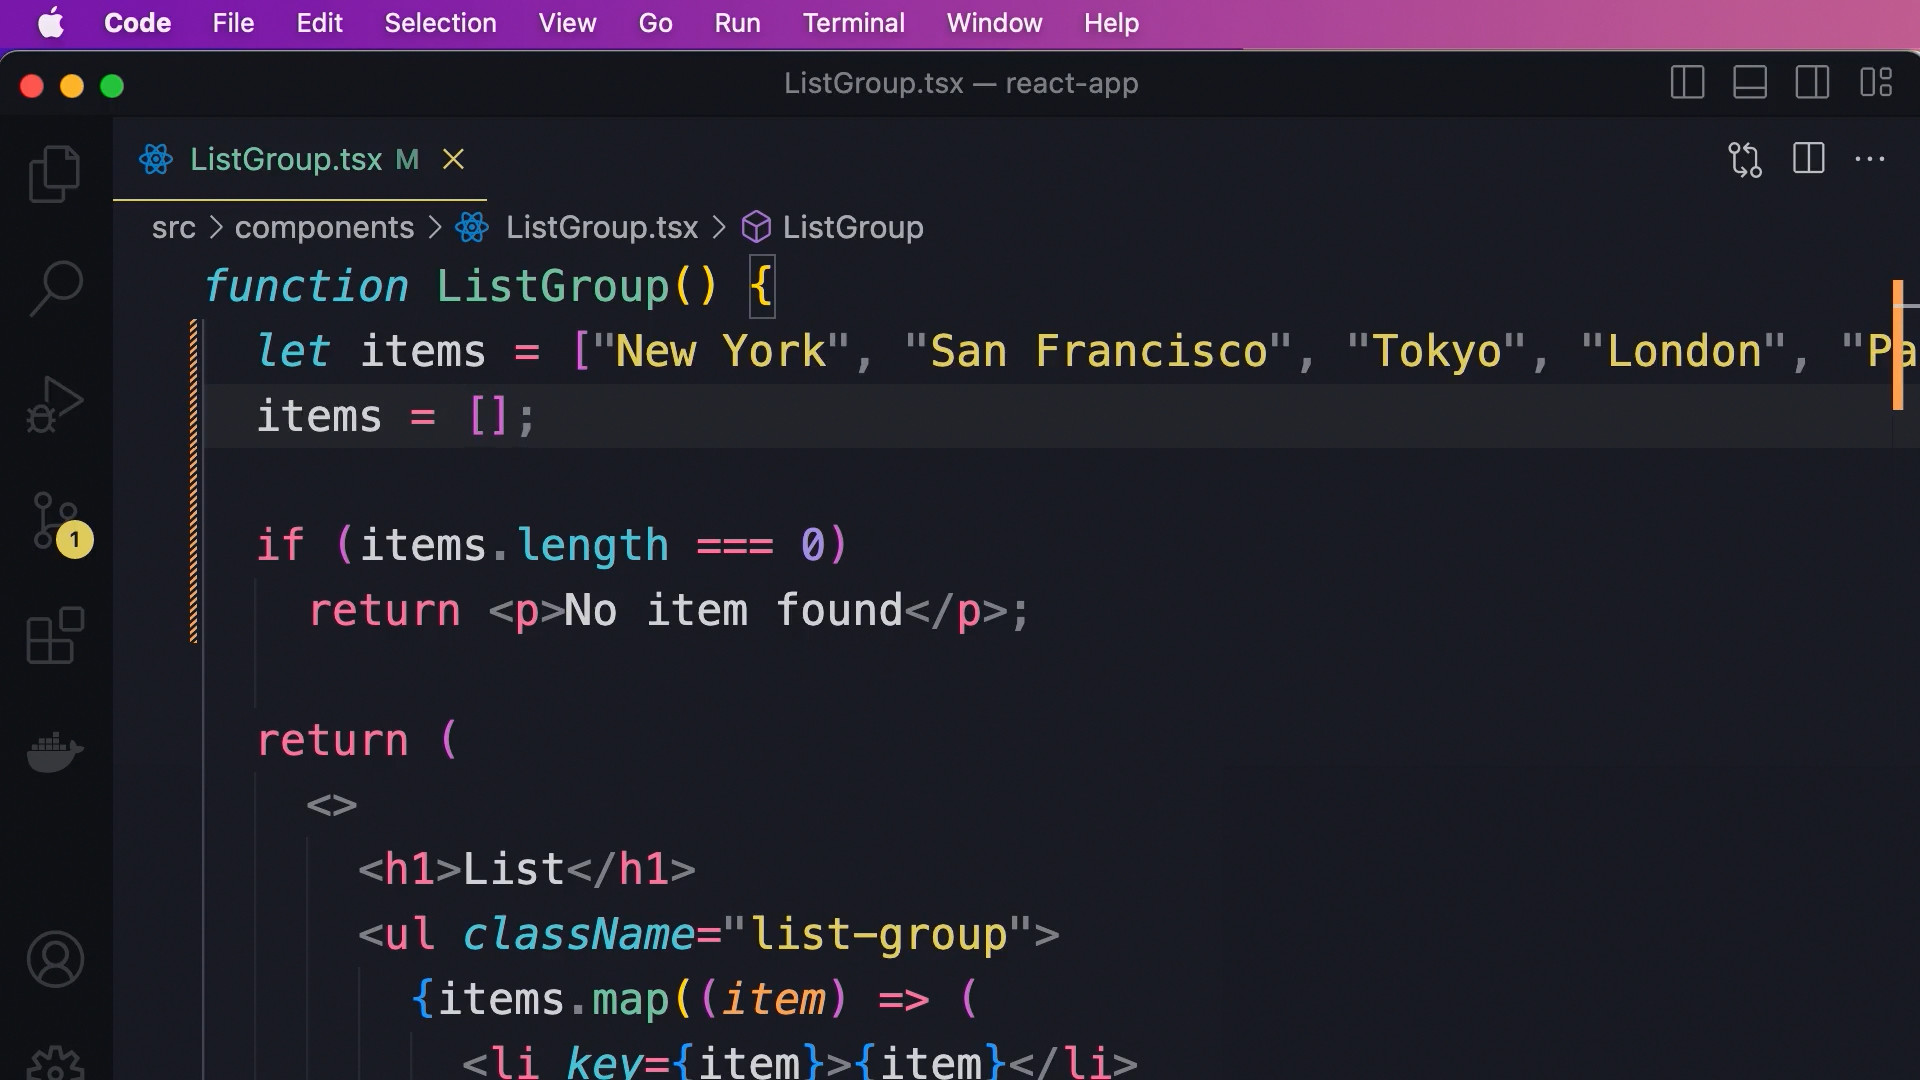 Code File Edit Selection View Go Run Terminal Window Help
ListGroup.tsx — react-app
ListGroup.tsx M
src > components > ListGroup.tsx > ListGroup
function ListGroup() {
let items = ["New York", "San Francisco", "Tokyo", "London", "Pa
items = [];
if (items.length === 0)
return <p>No item found</p>;
return (
<>
<h1>List</h1>
<ul className="list-group">
{items.map((item) => (
<li key={item}>{item}</li>
1